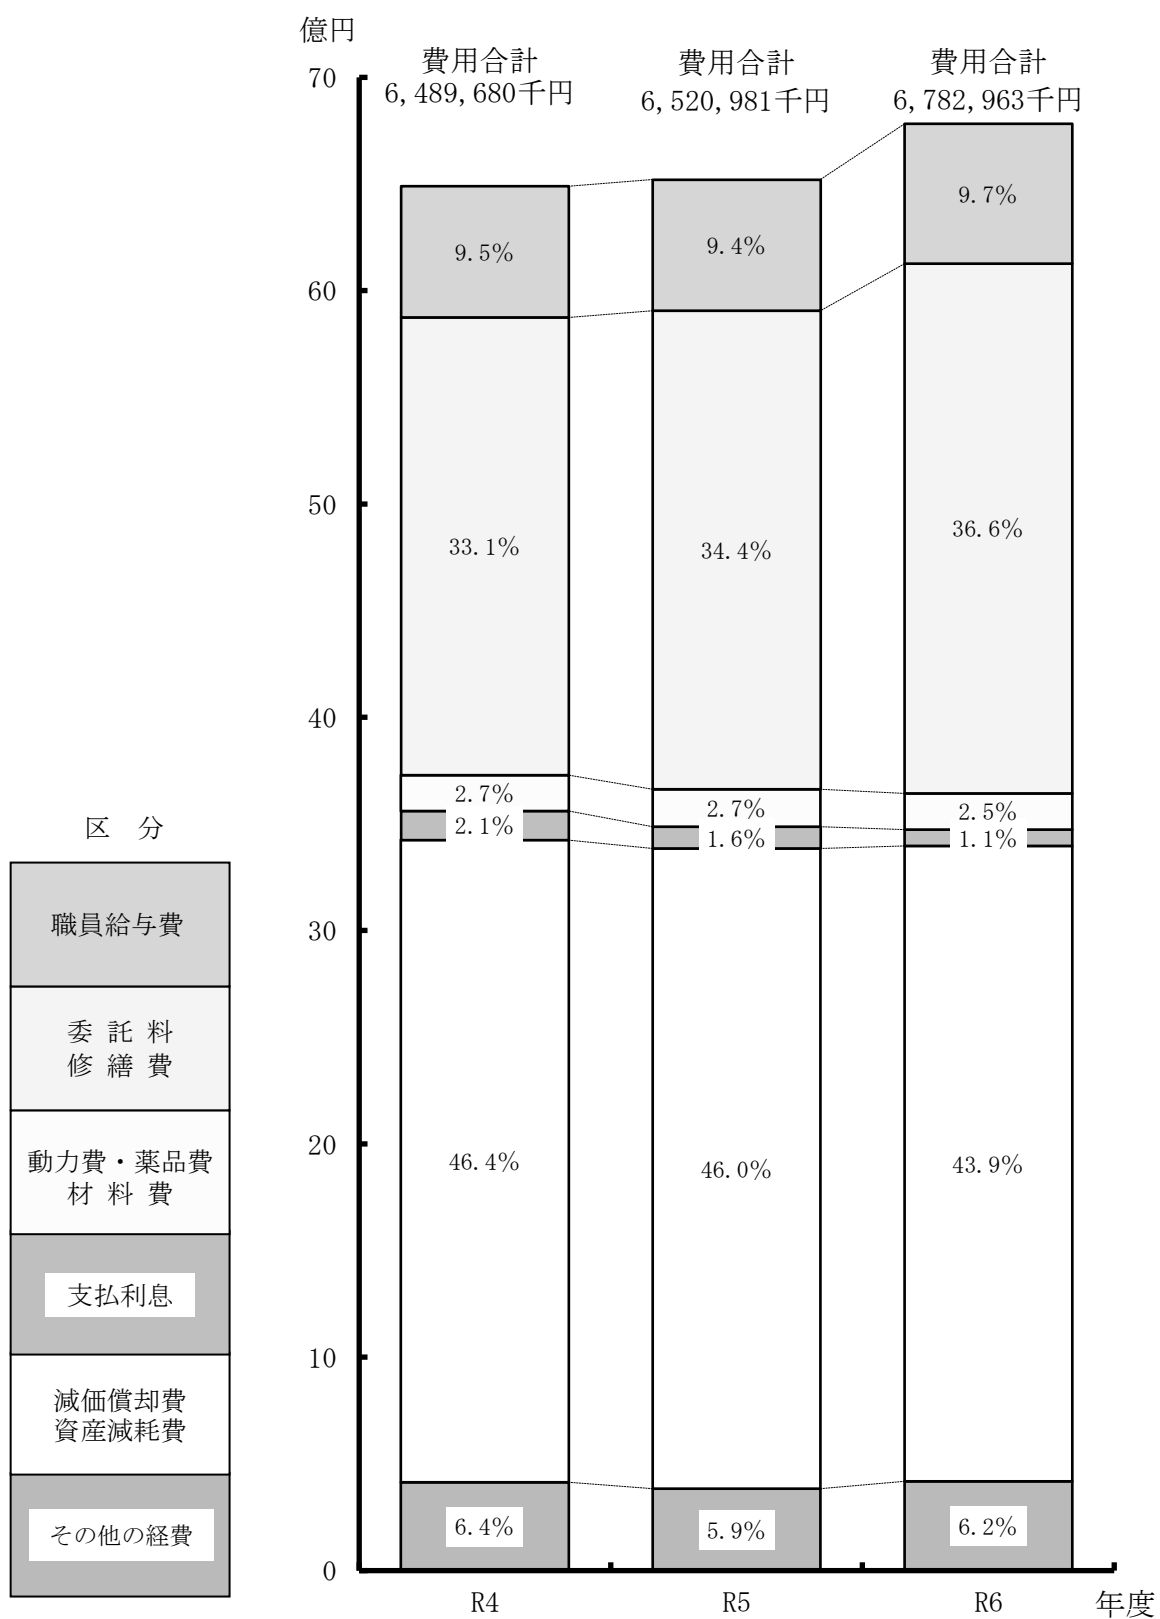 億円
費用合計
6,489,680千円
費用合計
6,520,981千円
費用合計
6,782,963千円
70
60
50
40
30
20
10
0
9.5%
9.4%
9.7%
33.1%
34.4%
36.6%
2.7%
2.7%
2.5%
2.1%
1.6%
1.1%
46.4%
46.0%
43.9%
6.4%
5.9%
6.2%
R4
R5
R6
年度
区 分
職員給与費
委 託 料
修 繕 費
動力費・薬品費
材 料 費
支払利息
減価償却費
資産減耗費
その他の経費